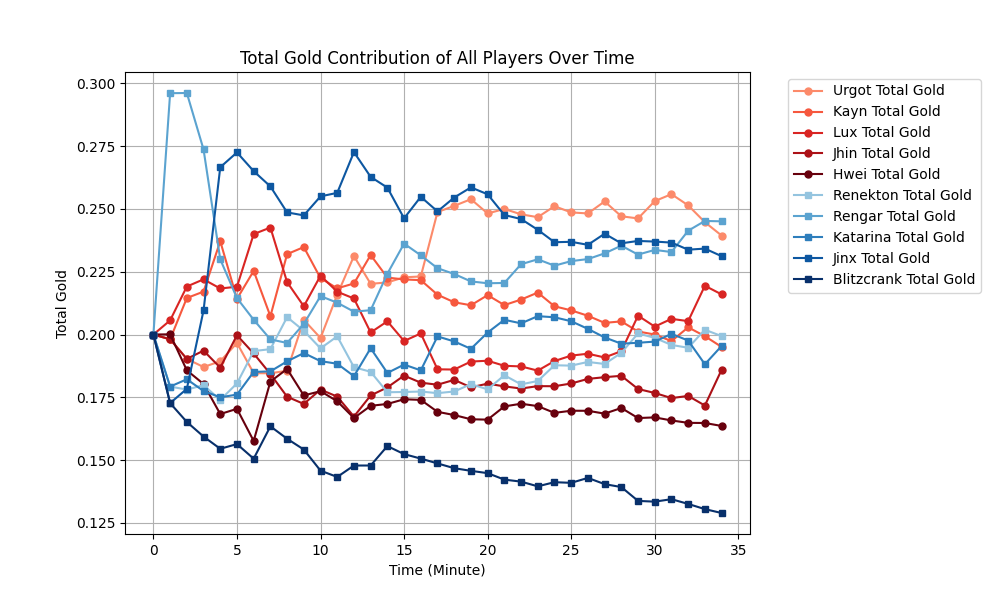 Total Gold Contribution of All Players Over Time
0.300
0.275
0.250
0.225
0.200
0.175
0.150
0.125
Total Gold
0 5 10 15 20 25 30 35
Time (Minute)
Urgot Total Gold
Kayn Total Gold
Lux Total Gold
Jhin Total Gold
Hwei Total Gold
Renekton Total Gold
Rengar Total Gold
Katarina Total Gold
Jinx Total Gold
Blitzcrank Total Gold